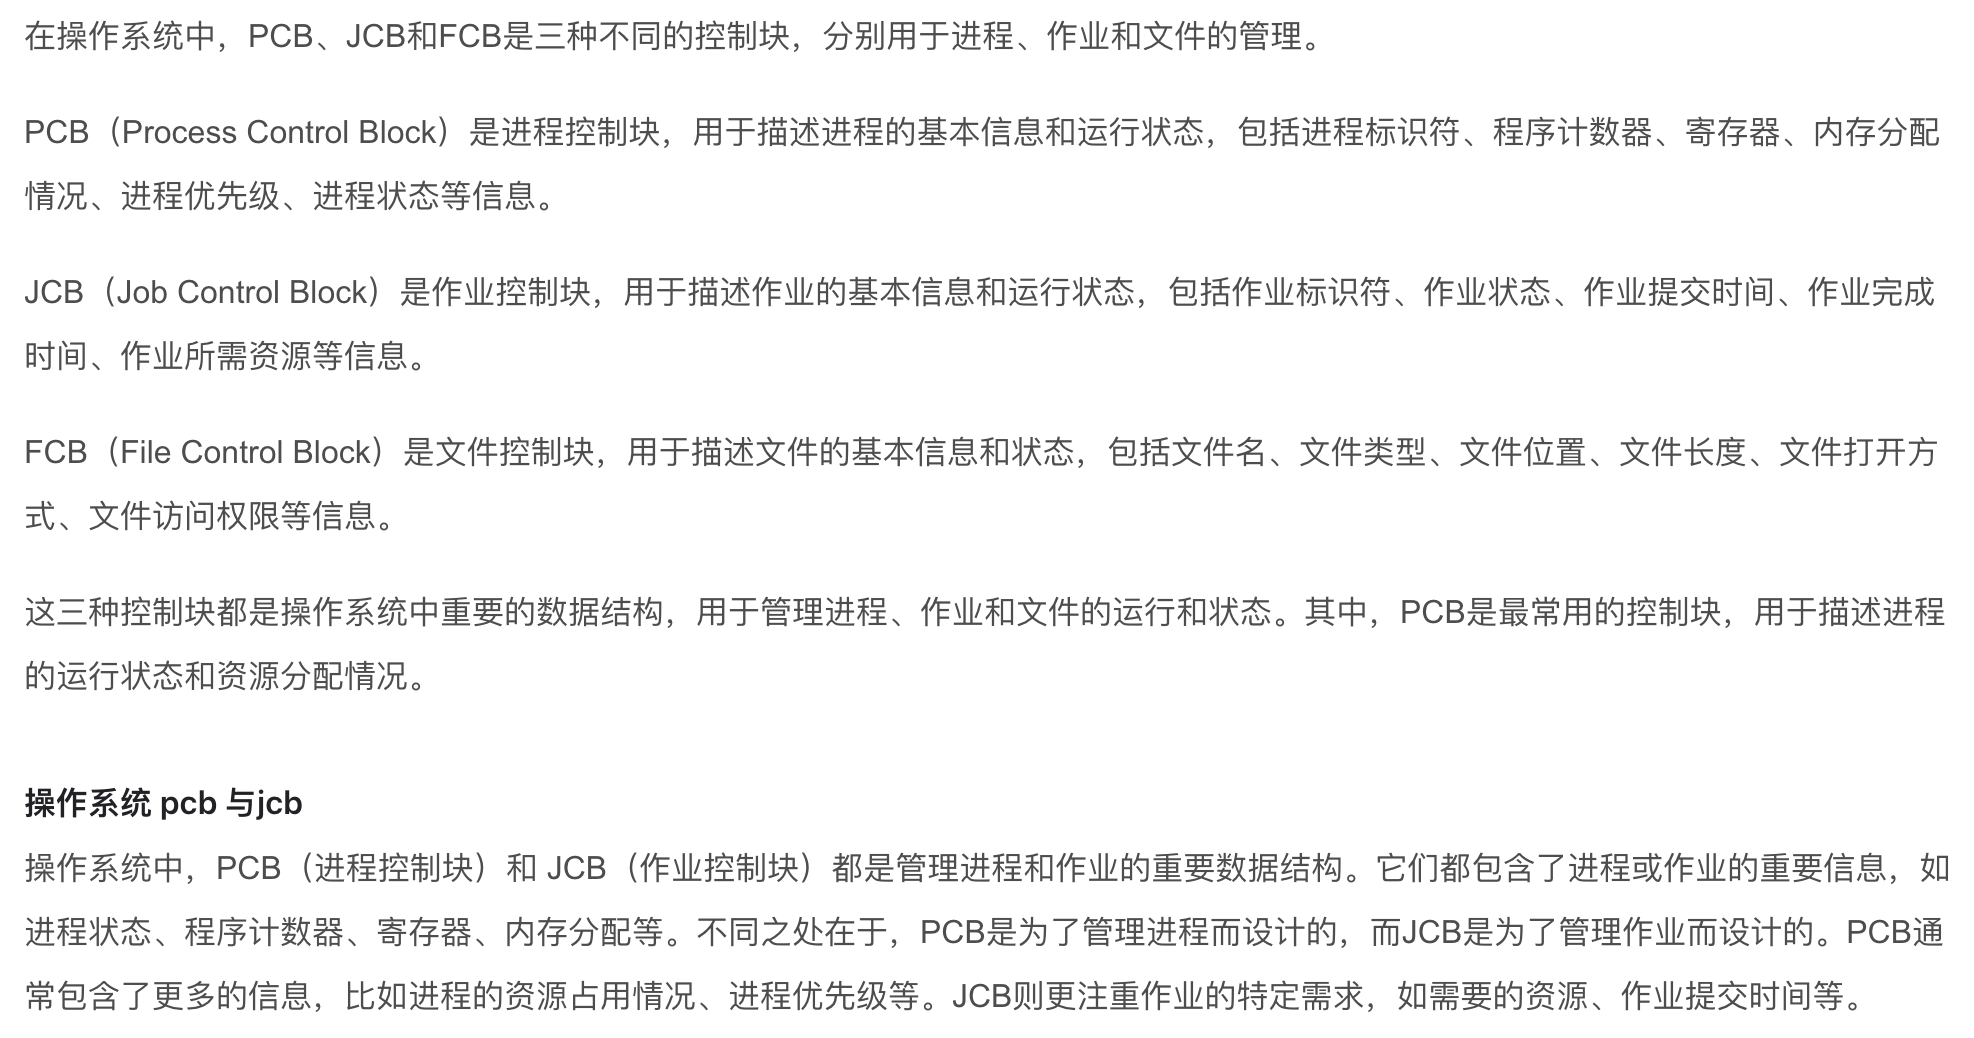 在操作系统中，PCB、JCB和FCB是三种不同的控制块，分别用于进程、作业和文件的管理。
PCB（Process Control Block）是进程控制块，用于描述进程的基本信息和运行状态，包括进程标识符、程序计数器、寄存器、内存分配
情况、进程优先级、进程状态等信息。
JCB（Job Control Block）是作业控制块，用于描述作业的基本信息和运行状态，包括作业标识符、作业状态、作业提交时间、作业完成
时间、作业所需资源等信息。
FCB（File Control Block）是文件控制块，用于描述文件的基本信息和状态，包括文件名、文件类型、文件位置、文件长度、文件打开方
式、文件访问权限等信息。
这三种控制块都是操作系统中重要的数据结构，用于管理进程、作业和文件的运行和状态。其中，PCB是最常用的控制块，用于描述进程
的运行状态和资源分配情况。
操作系统 pcb 与jcb
操作系统中，PCB（进程控制块）和 JCB（作业控制块）都是管理进程和作业的重要数据结构。它们都包含了进程或作业的重要信息，如
进程状态、程序计数器、寄存器、内存分配等。不同之处在于，PCB是为了管理进程而设计的，而JCB是为了管理作业而设计的。PCB通
常包含了更多的信息，比如进程的资源占用情况、进程优先级等。JCB则更注重作业的特定需求，如需要的资源、作业提交时间等。